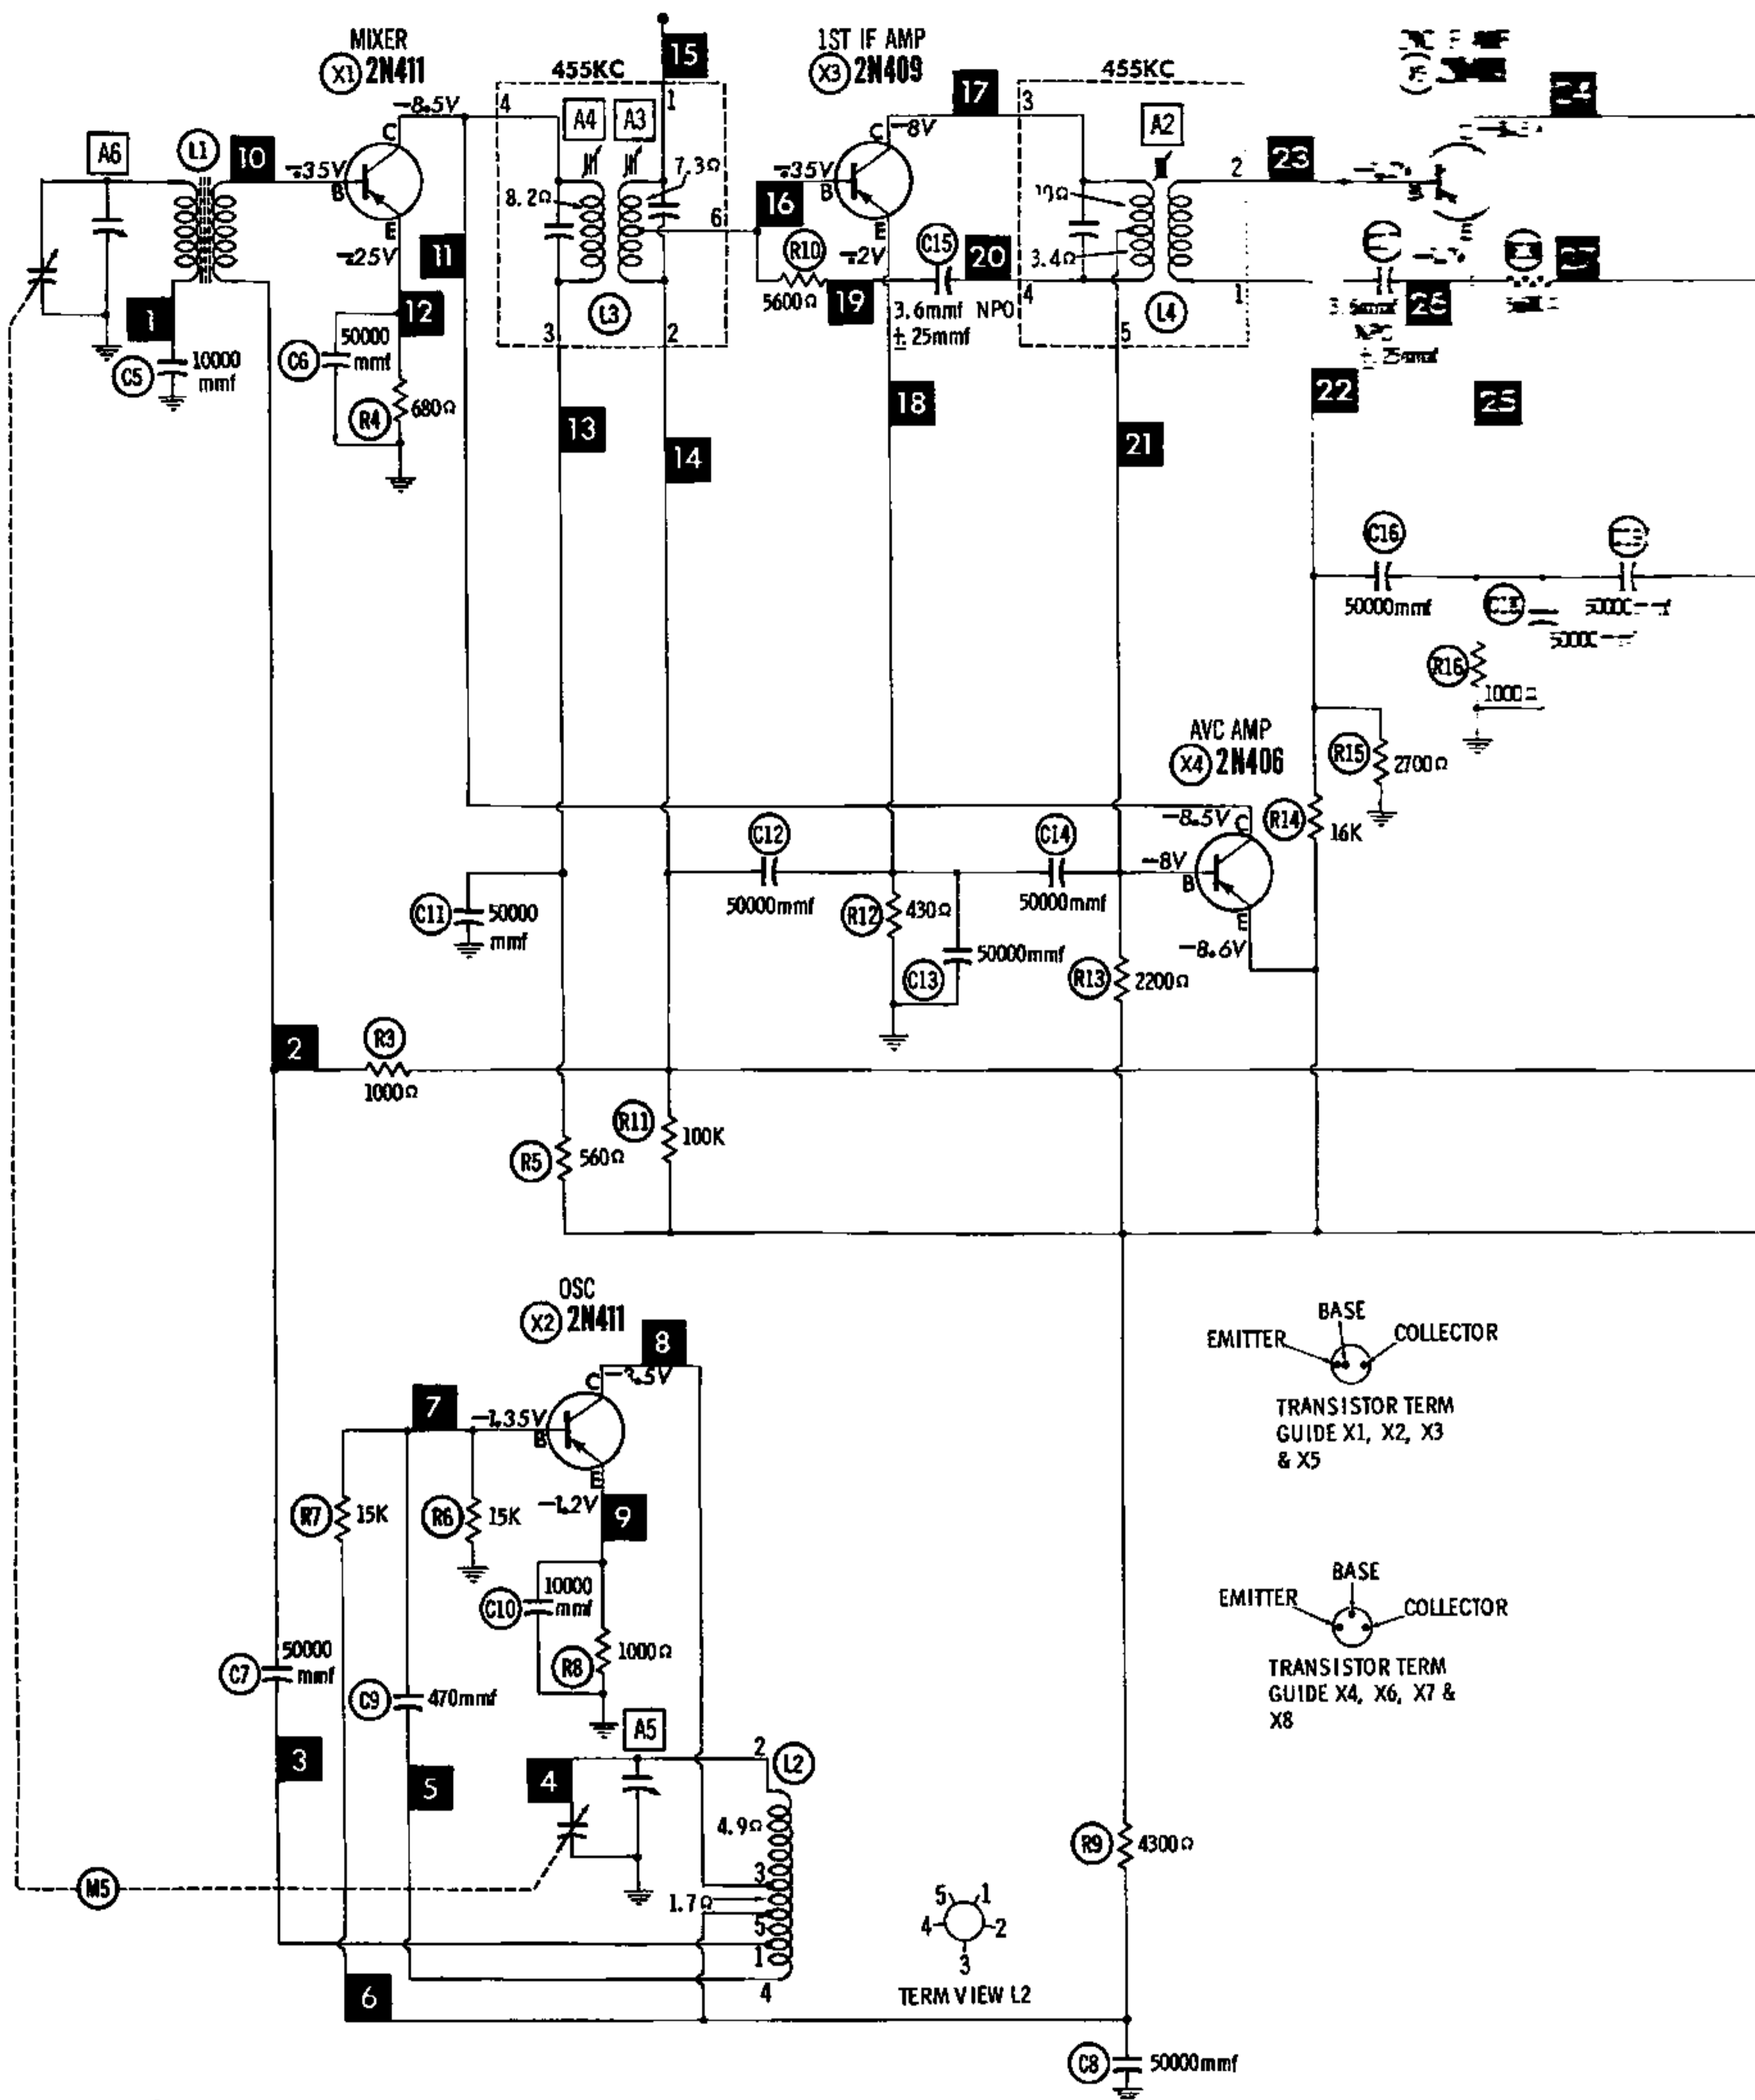 MIXER
X1 2N411
455KC
15
1ST IF AMP
X3 2N409
455KC
A6
L1
10
-.35V
B
-8.5V
C
E
-.25V
4
A4
A3
1
7.3Ω
8.2Ω
6
L3
3
2
17
-8V
C
-.35V
B
16
R10
5600Ω
E
-.2V
19
C15
20
3.6mmf NPO
± 25mmf
3
A2
3.4Ω
4
L4
5
2
23
1
26
22
25
1
C5
10000
mmf
11
12
C6
50000
mmf
R4
680Ω
13
14
18
21
C16
50000mmf
R16
1000Ω
AVC AMP
X4 2N406
R15
2700Ω
R14
16K
-8.5V
C
-8V
B
E
-8.6V
C12
50000mmf
C14
50000mmf
C11
50000
mmf
R12
430Ω
C13
50000mmf
R13
2200Ω
2
R3
1000Ω
R11
100K
R5
560Ω
OSC
X2 2N411
8
C
7
-1.35V
B
E
-1.2V
9
R7
15K
R6
15K
C10
10000
mmf
R8
1000Ω
BASE
EMITTER
COLLECTOR
TRANSISTOR TERM
GUIDE X1, X2, X3
& X5
BASE
EMITTER
COLLECTOR
TRANSISTOR TERM
GUIDE X4, X6, X7 &
X8
C7
50000
mmf
C9
470mmf
A5
3
5
4
2
L2
4.9Ω
3
1.7Ω
5
1
4
R9
4300Ω
M5
5
1
4
2
3
TERM VIEW L2
6
C8
50000mmf